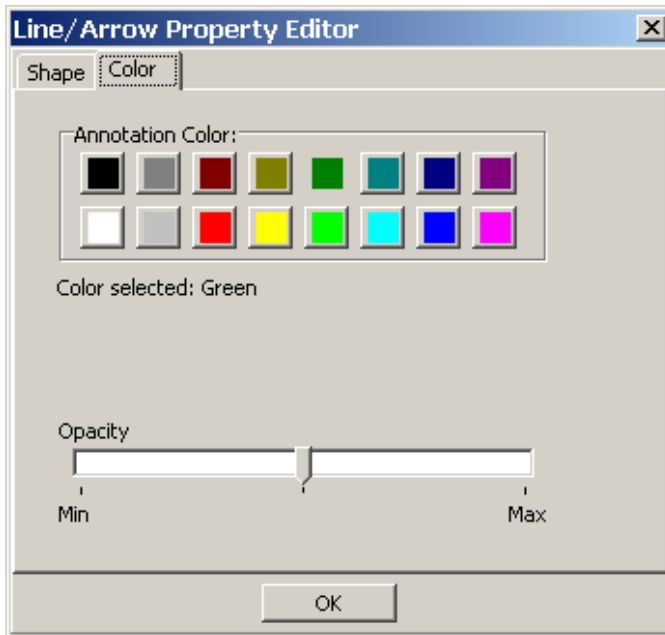 Line/Arrow Property Editor
Shape Color
Annotation Color:
Color selected: Green
Opacity
Min Max
OK